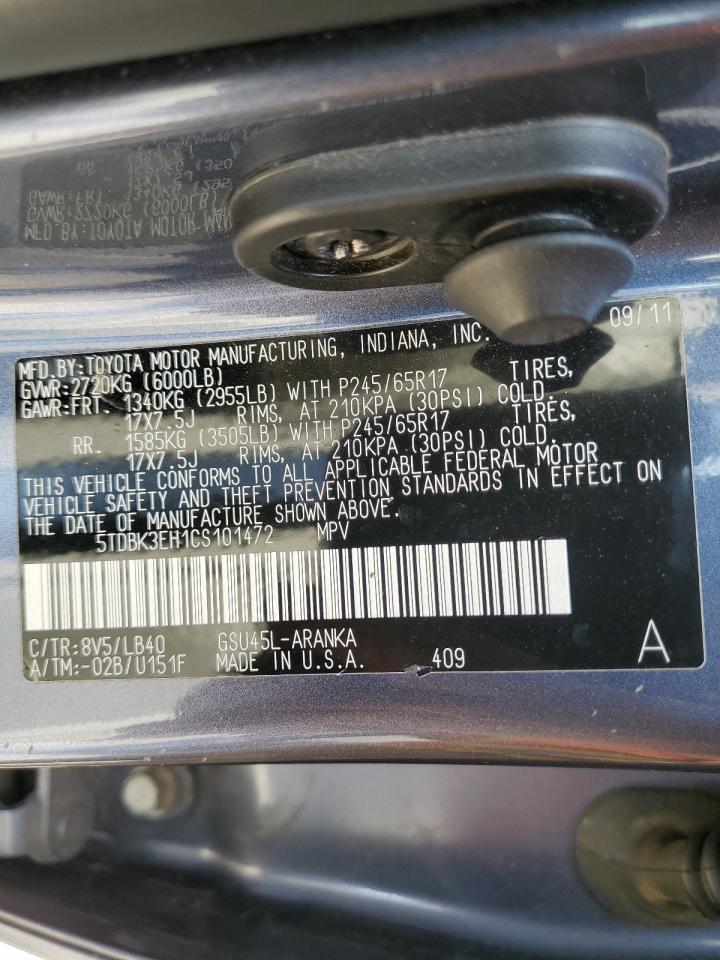 09/11
MFD.BY:TOYOTA MOTOR MANUFACTURING, INDIANA, INC.
GVWR:2720KG (6000LB)
GAWR:FRT. 1340KG (2955LB) WITH P245/65R17 TIRES,
17X7.5J RIMS, AT 210KPA (30PSI) COLD.
RR. 1585KG (3505LB) WITH P245/65R17 TIRES,
17X7.5J RIMS, AT 210KPA (30PSI) COLD.
THIS VEHICLE CONFORMS TO ALL APPLICABLE FEDERAL MOTOR
VEHICLE SAFETY AND THEFT PREVENTION STANDARDS IN EFFECT ON
THE DATE OF MANUFACTURE SHOWN ABOVE.
5TDBK3EH1CS101472 MPV
C/TR:8V5/LB40 GSU45L-ARANKA
A/TM:-02B/U151F MADE IN U.S.A. 409 A